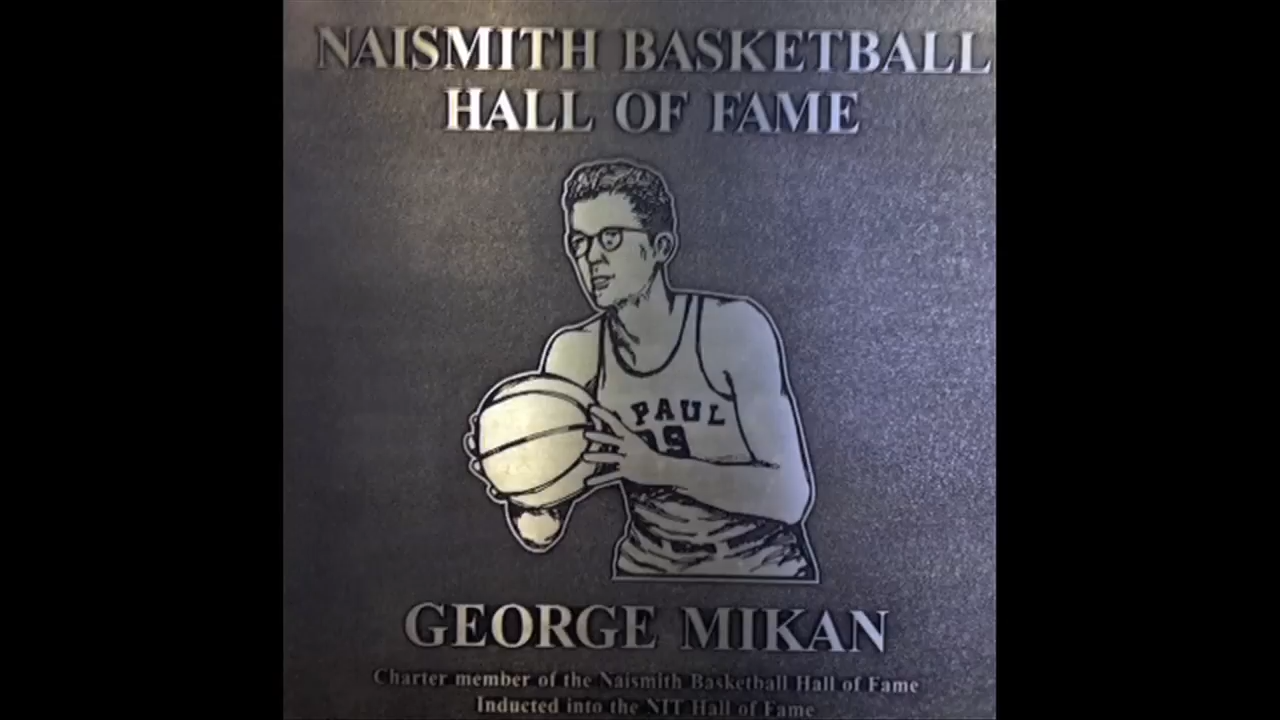 NAISMITH BASKETBALL
HALL OF FAME
PAUL
99
GEORGE MIKAN
Charter member of the Naismith Basketball Hall of Fame
Inducted into the NIT Hall of Fame